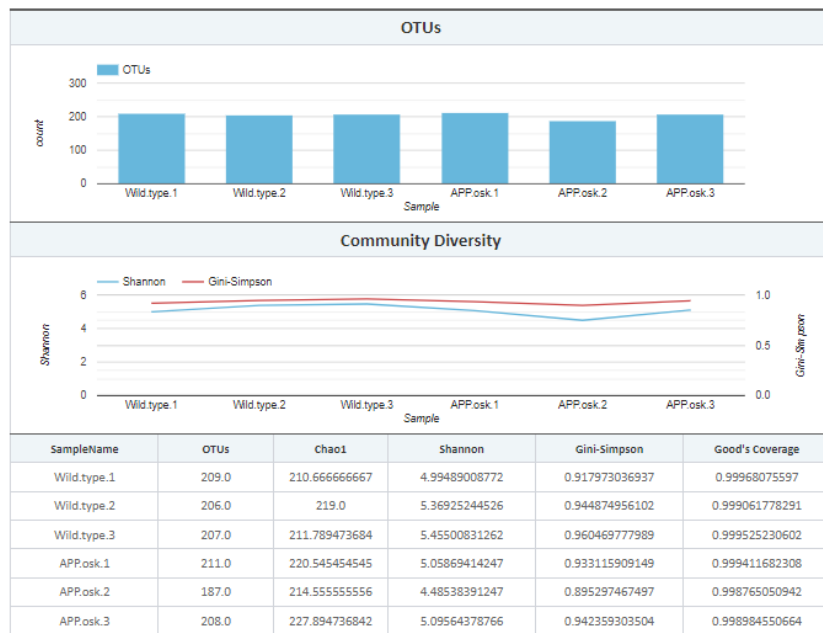 OTUs
OTUs
300
200
100
0
count
Wild.type.1 Wild.type.2 Wild.type.3 APP.osk.1 APP.osk.2 APP.osk.3
Sample
Community Diversity
Shannon Gini-Simpson
6 1.0
4
0.5
2
0 0.0
Shannon
Gini-Simpson
Wild.type.1 Wild.type.2 Wild.type.3 APP.osk.1 APP.osk.2 APP.osk.3
Sample
SampleName OTUs Chao1 Shannon Gini-Simpson Good's Coverage
Wild.type.1 209.0 210.666666667 4.99489008772 0.917973036937 0.99968075597
Wild.type.2 206.0 219.0 5.36925244526 0.944874956102 0.999061778291
Wild.type.3 207.0 211.789473684 5.45500831262 0.960469777989 0.999525230602
APP.osk.1 211.0 220.545454545 5.05869414247 0.933115909149 0.999411682308
APP.osk.2 187.0 214.555555556 4.48538391247 0.895297467497 0.998765050942
APP.osk.3 208.0 227.894736842 5.09564378766 0.942359303504 0.998984550664